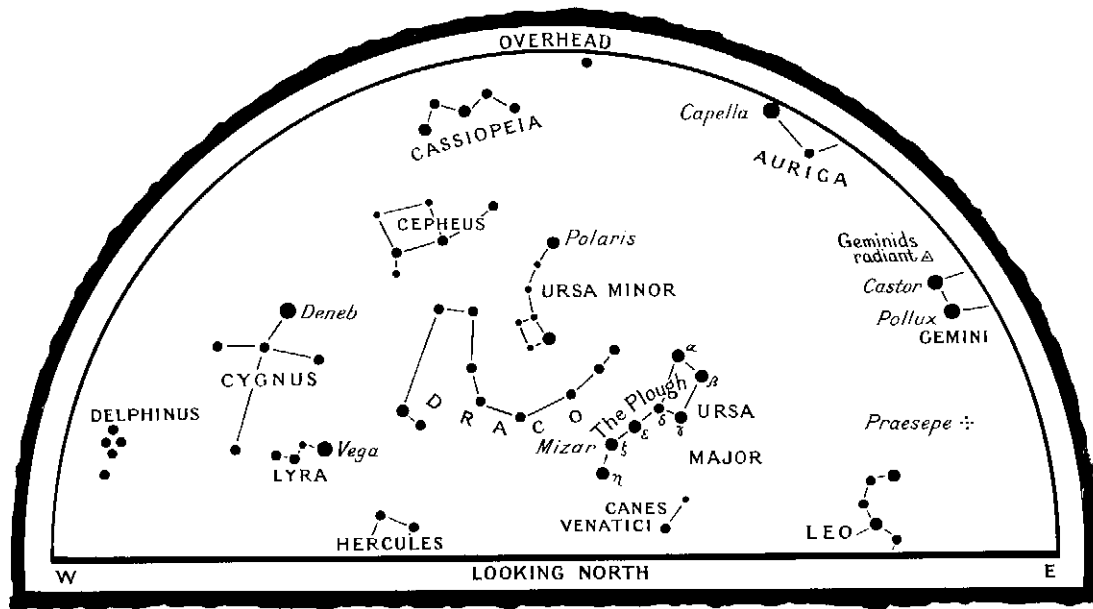 OVERHEAD
CASSIOPEIA
Capella
AURIGA
CEPHEUS
Polaris
Geminids
radiant
Castor
URSA MINOR
Deneb
Pollux
GEMINI
α
β
CYGNUS
DRACO
The Plough
δ
γ
URSA
DELPHINUS
Praesepe
ε
Mizar
ζ
Vega
MAJOR
LYRA
η
CANES
VENATICI
LEO
HERCULES
W
LOOKING NORTH
E